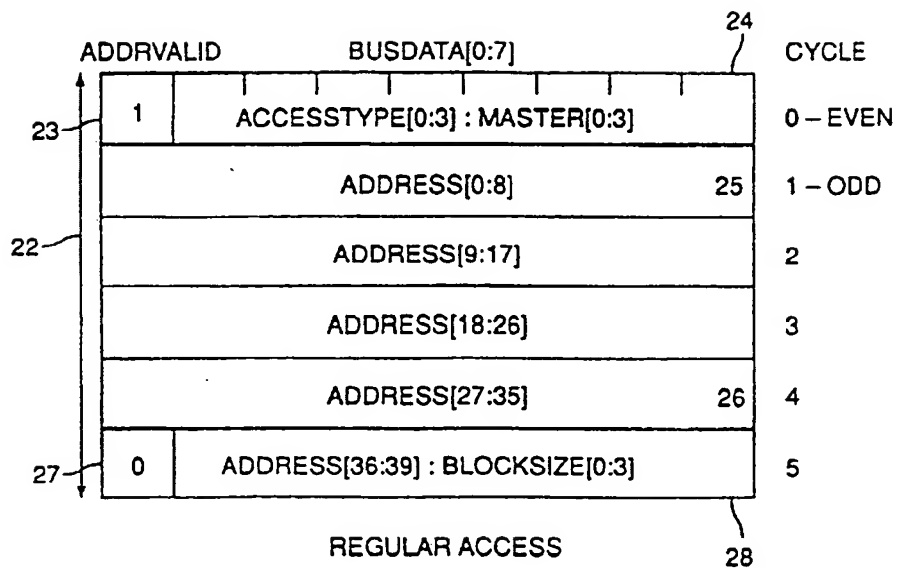 24
ADDRVALID BUSDATA[0:7] CYCLE
23 1 ACCESSTYPE[0:3] : MASTER[0:3] 0 – EVEN
ADDRESS[0:8] 25 1 – ODD
22 ADDRESS[9:17] 2
ADDRESS[18:26] 3
ADDRESS[27:35] 26 4
27 0 ADDRESS[36:39] : BLOCKSIZE[0:3] 5
REGULAR ACCESS 28